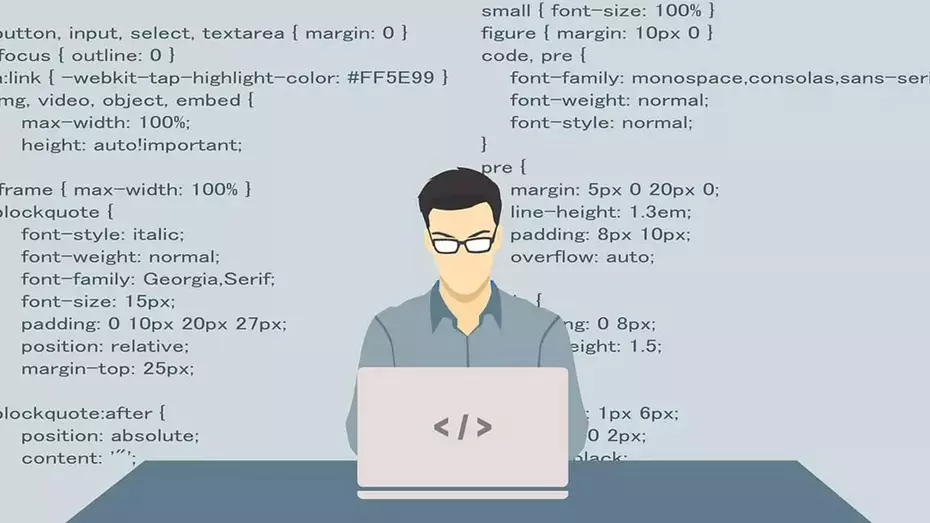 button, input, select, textarea { margin: 0 }
focus { outline: 0 }
:link { -webkit-tap-highlight-color: #FF5E99 }
mg, video, object, embed {
max-width: 100%;
height: auto!important;
frame { max-width: 100% }
blockquote {
font-style: italic;
font-weight: normal;
font-family: Georgia,Serif;
font-size: 15px;
padding: 0 10px 20px 27px;
position: relative;
margin-top: 25px;
blockquote:after {
position: absolute;
content: '"';
small { font-size: 100% }
figure { margin: 10px 0 }
code, pre {
font-family: monospace,consolas,sans-seri
font-weight: normal;
font-style: normal;
}
pre {
margin: 5px 0 20px 0;
line-height: 1.3em;
padding: 8px 10px;
overflow: auto;
{
ng: 0 8px;
eight: 1.5;
: 1px 6px;
0 2px;
black;
</>